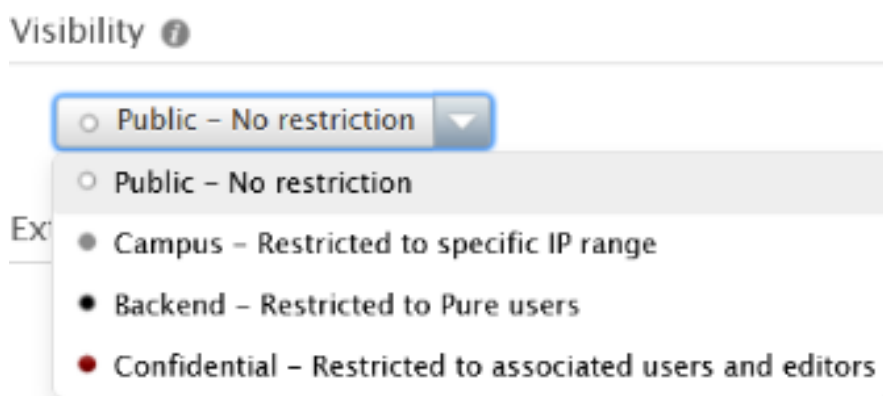 Visibility
Public – No restriction
Public – No restriction
Ext
Campus – Restricted to specific IP range
Backend – Restricted to Pure users
Confidential – Restricted to associated users and editors